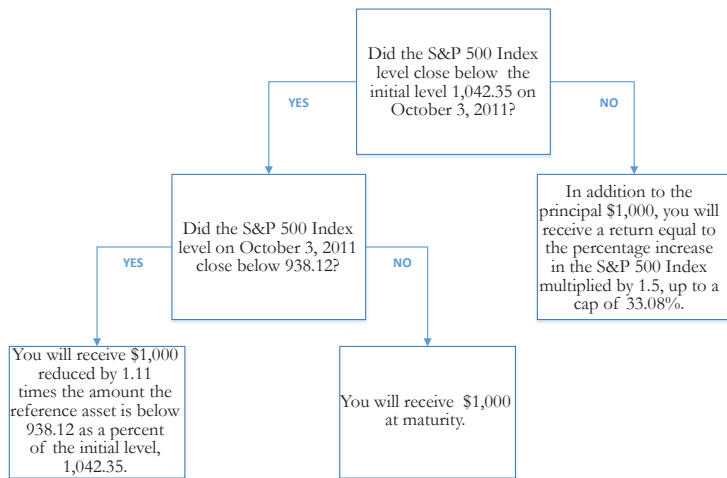 Did the S&P 500 Index
level close below the
initial level 1,042.35 on
October 3, 2011?
YES
NO
Did the S&P 500 Index
level on October 3, 2011
close below 938.12?
In addition to the
principal $1,000, you will
receive a return equal to
the percentage increase
in the S&P 500 Index
multiplied by 1.5, up to a
cap of 33.08%.
YES
NO
You will receive $1,000
reduced by 1.11
times the amount the
reference asset is below
938.12 as a percent
of the initial level,
1,042.35.
You will receive $1,000
at maturity.